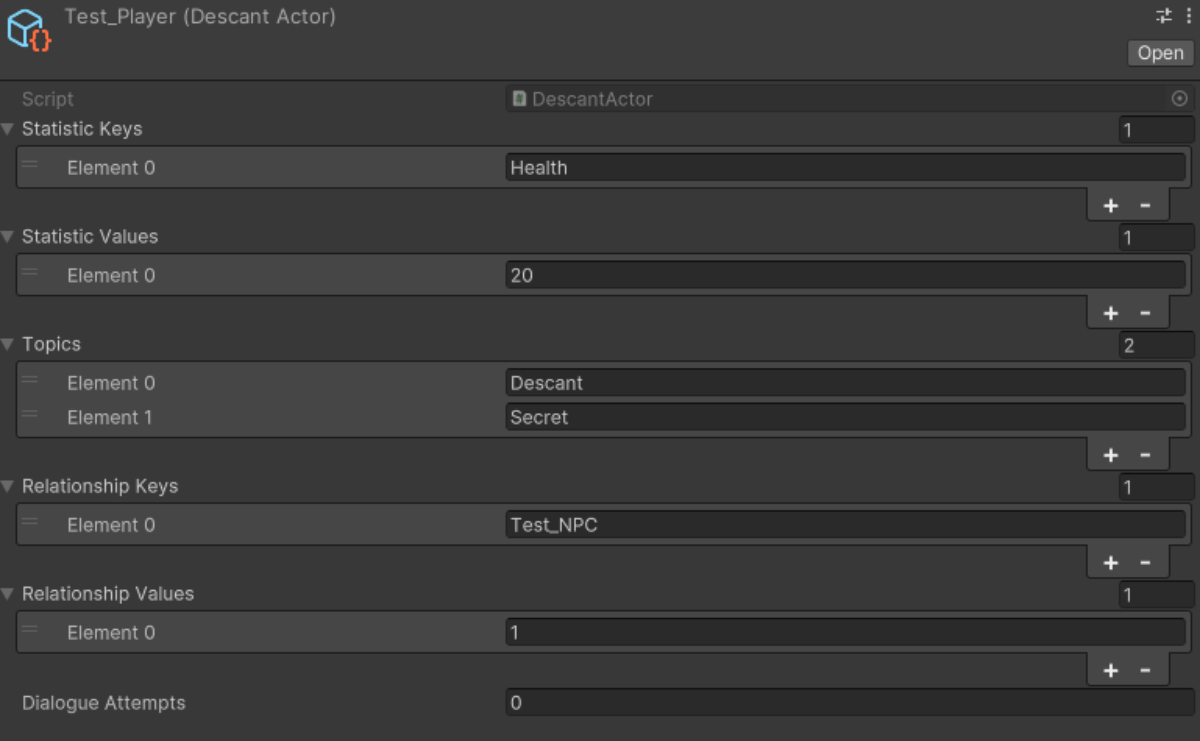 Test_Player (Descant Actor)
Open
Script DescantActor
Statistic Keys 1
Element 0 Health
+ -
Statistic Values 1
Element 0 20
+ -
Topics 2
Element 0 Descant
Element 1 Secret
+ -
Relationship Keys 1
Element 0 Test_NPC
+ -
Relationship Values 1
Element 0 1
+ -
Dialogue Attempts 0